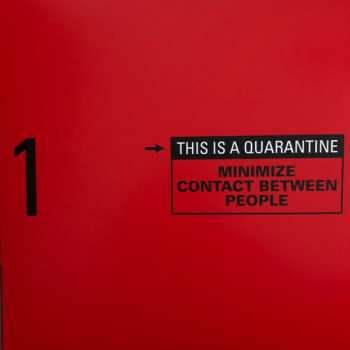 1
→ THIS IS A QUARANTINE
MINIMIZE
CONTACT BETWEEN
PEOPLE